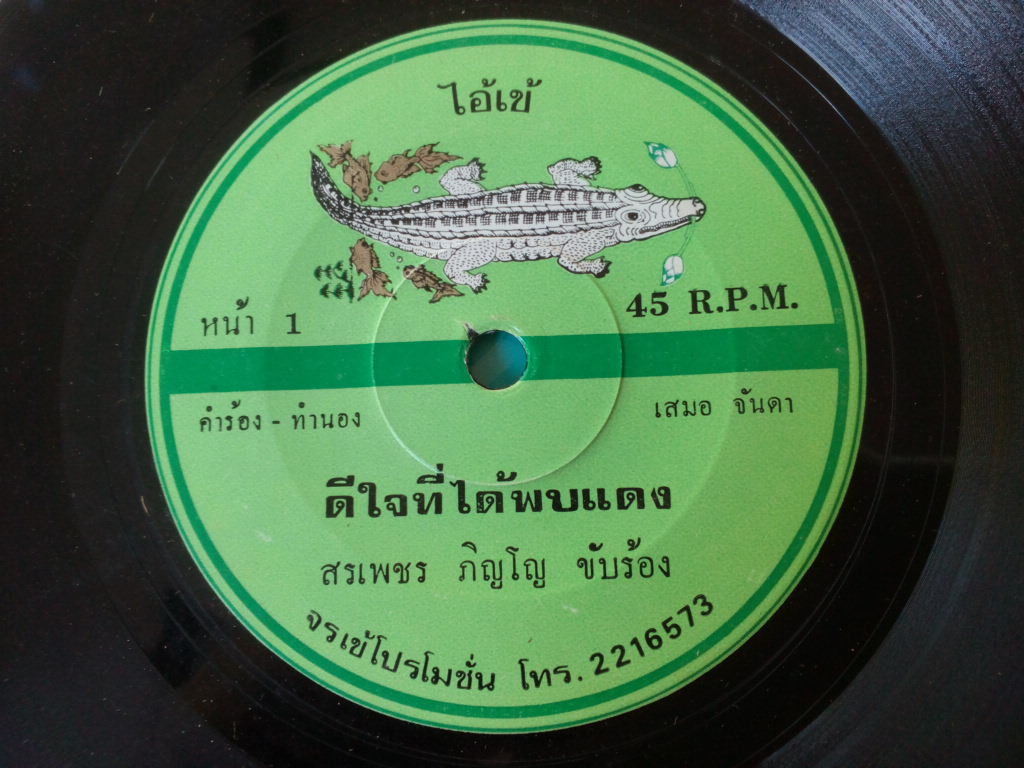 ไอ้เข้
หน้า 1
45 R.P.M.
คำร้อง - ทำนอง
เสมอ จันดา
ดีใจที่ได้พบแดง
สรเพชร ภิญโญ ขับร้อง
จรเข้โปรโมชั่น โทร. 2216573